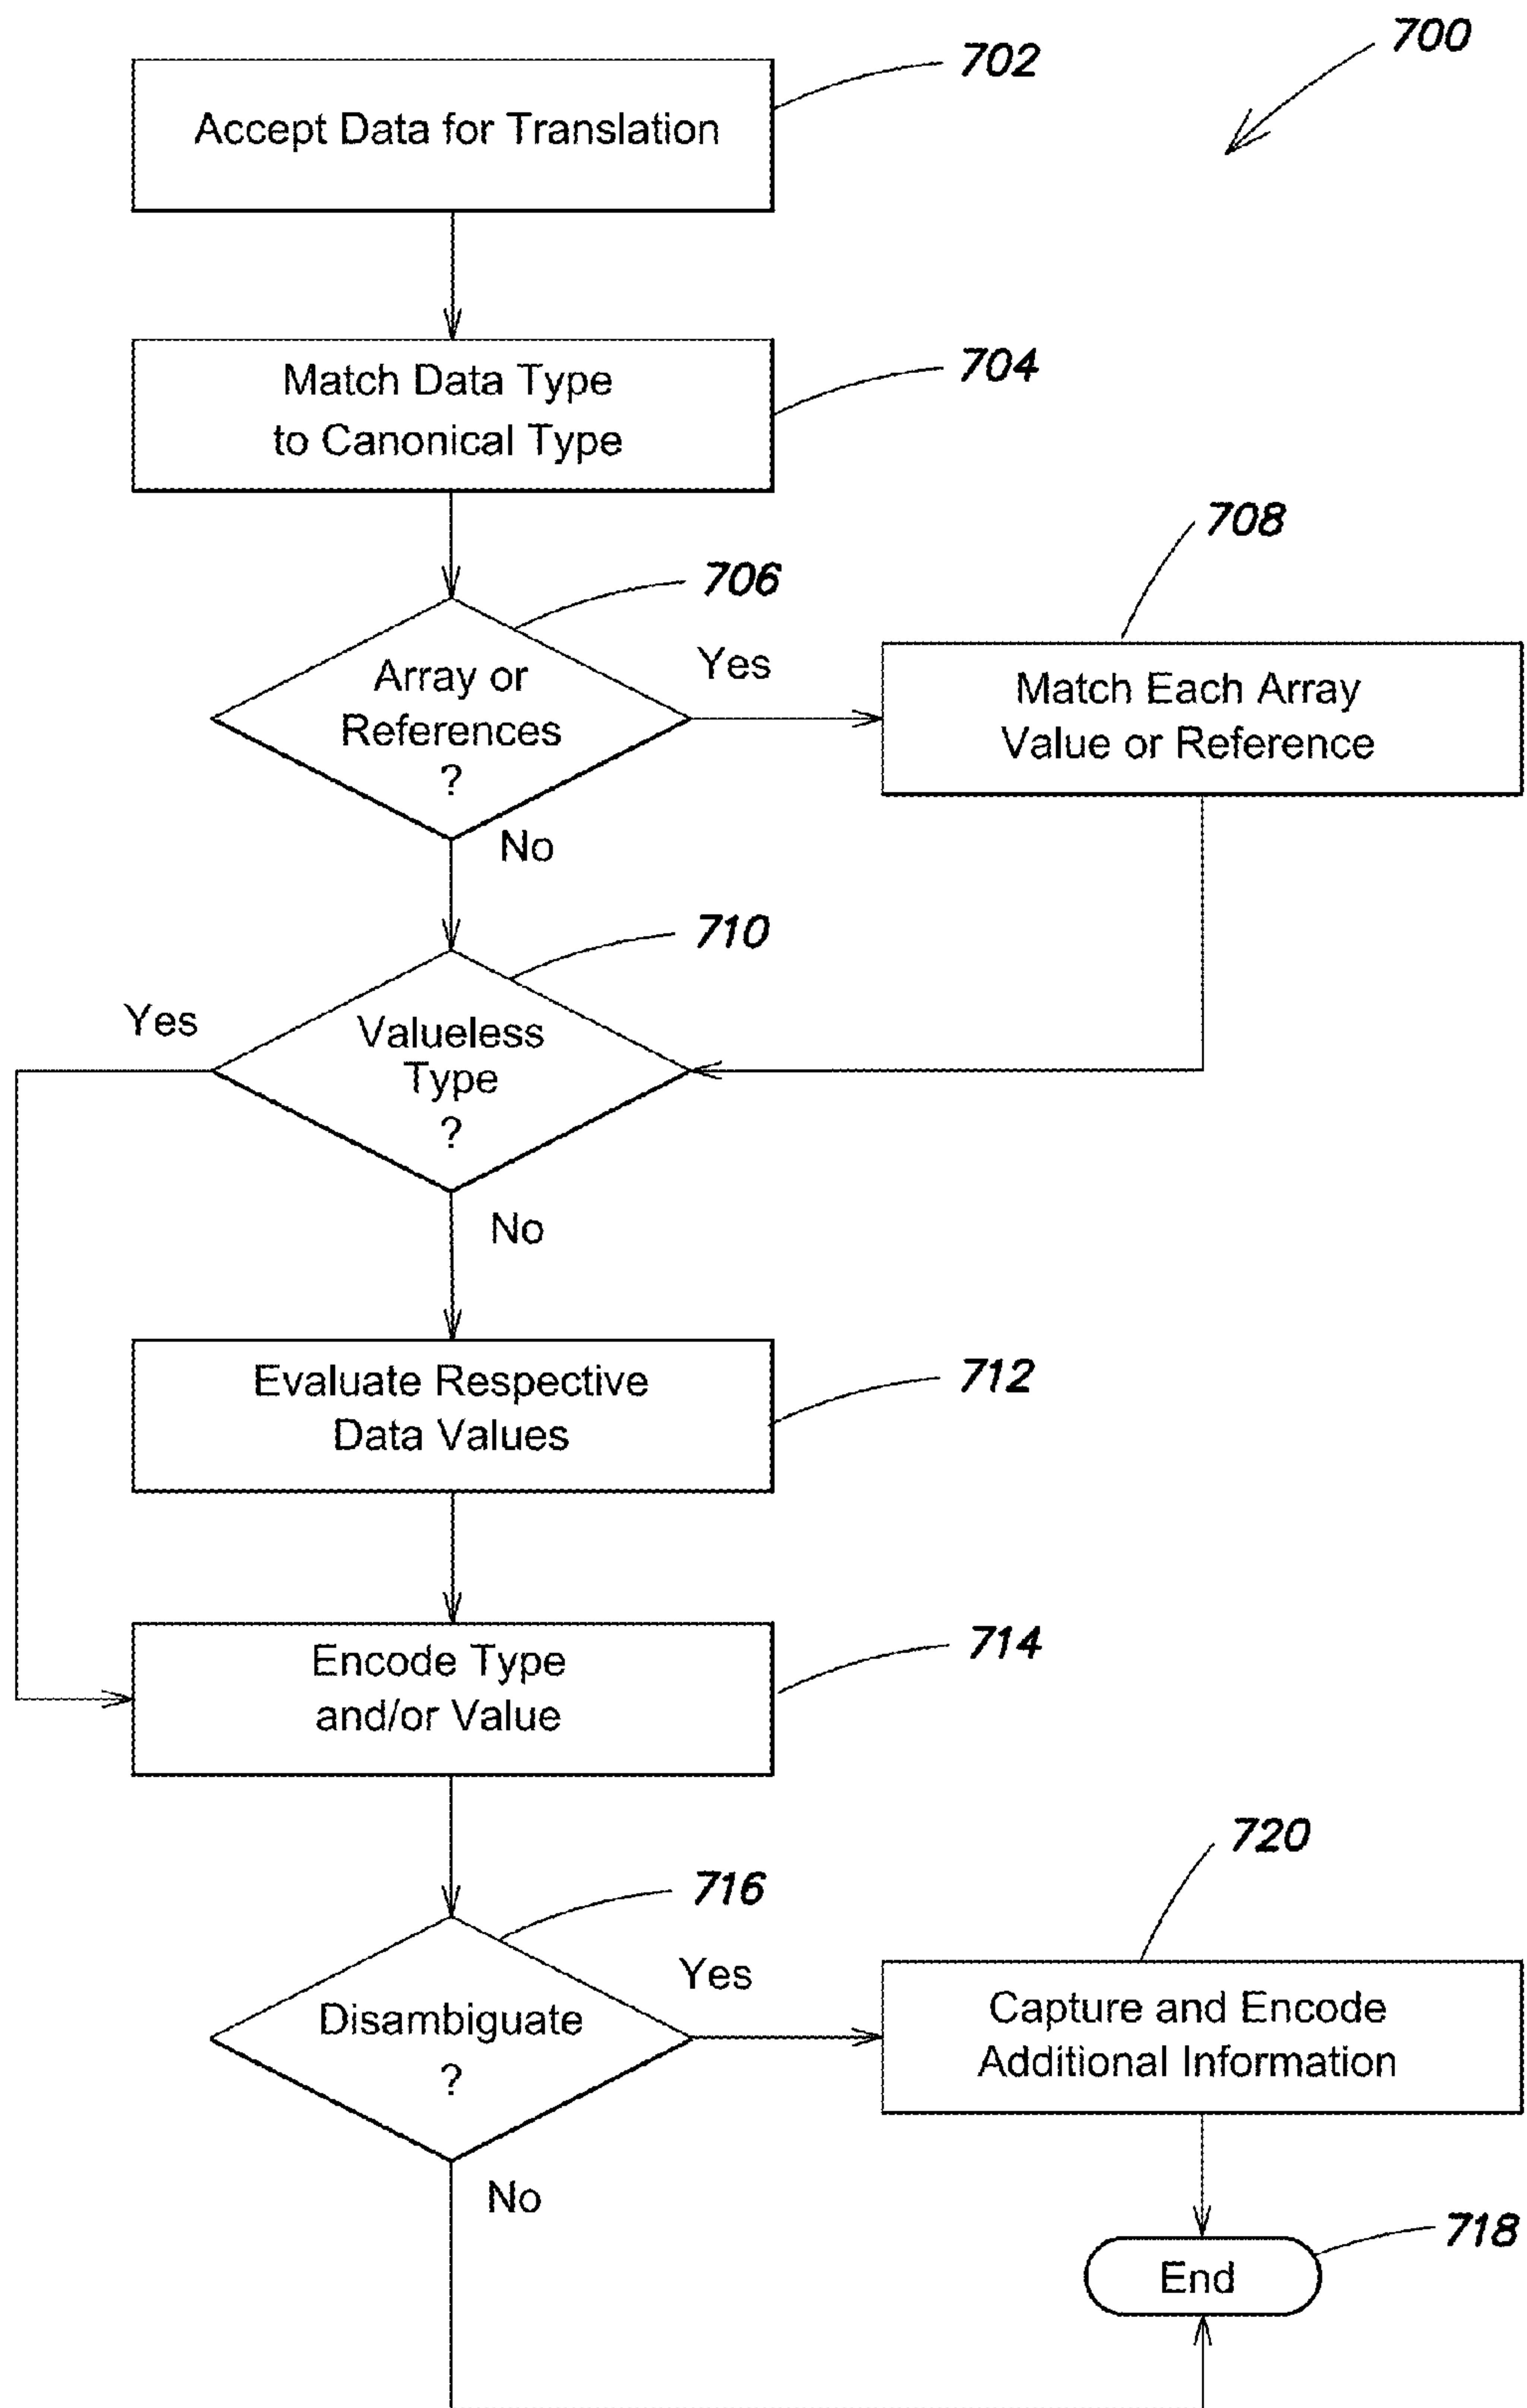 700
702
Accept Data for Translation
704
Match Data Type
to Canonical Type
706
708
Array or
References
?
Yes
Match Each Array
Value or Reference
No
710
Yes
Valueless
Type
?
No
712
Evaluate Respective
Data Values
714
Encode Type
and/or Value
716
720
Disambiguate
?
Yes
Capture and Encode
Additional Information
No
718
End